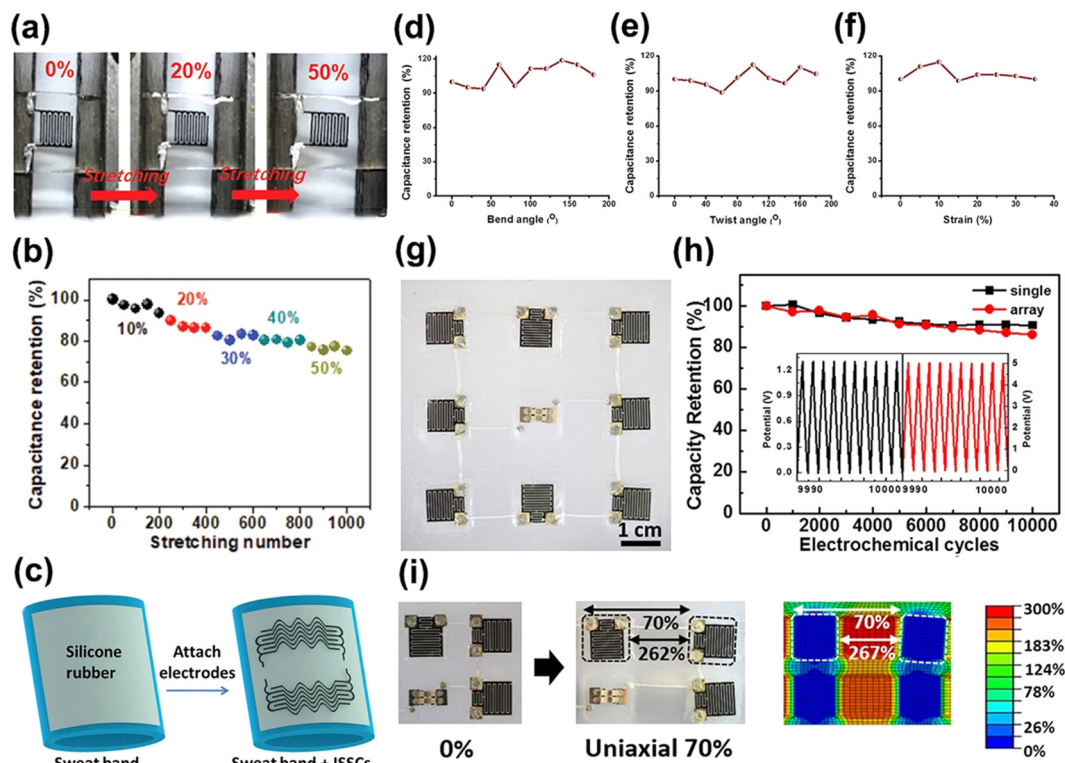 (a)
0%
20%
50%
Stretching
Stretching
(d)
Capacitance retention (%)
120
90
60
30
0
0
50
100
150
200
Bend angle (O)
(e)
Capacitance retention (%)
120
90
60
30
0
0
50
100
150
200
Twist angle (O)
(f)
Capacitance retention (%)
120
90
60
30
0
0
10
20
30
40
Strain (%)
(b)
Capacitance retention (%)
100
80
60
40
20
0
10%
20%
30%
40%
50%
0
200
400
600
800
1000
Stretching number
(g)
1 cm
(h)
Capacity Retention (%)
100
80
60
40
20
0
single
array
Potential (V)
1.2
0.9
0.6
0.3
0.0
5
4
3
2
1
0
Potential (V)
9990
10000
9990
10000
0
2000
4000
6000
8000
10000
Electrochemical cycles
(c)
Silicone
rubber
Attach
electrodes
Sweat band
Sweat band + ISSCs
(i)
70%
262%
70%
267%
300%
183%
124%
78%
26%
0%
0%
Uniaxial 70%